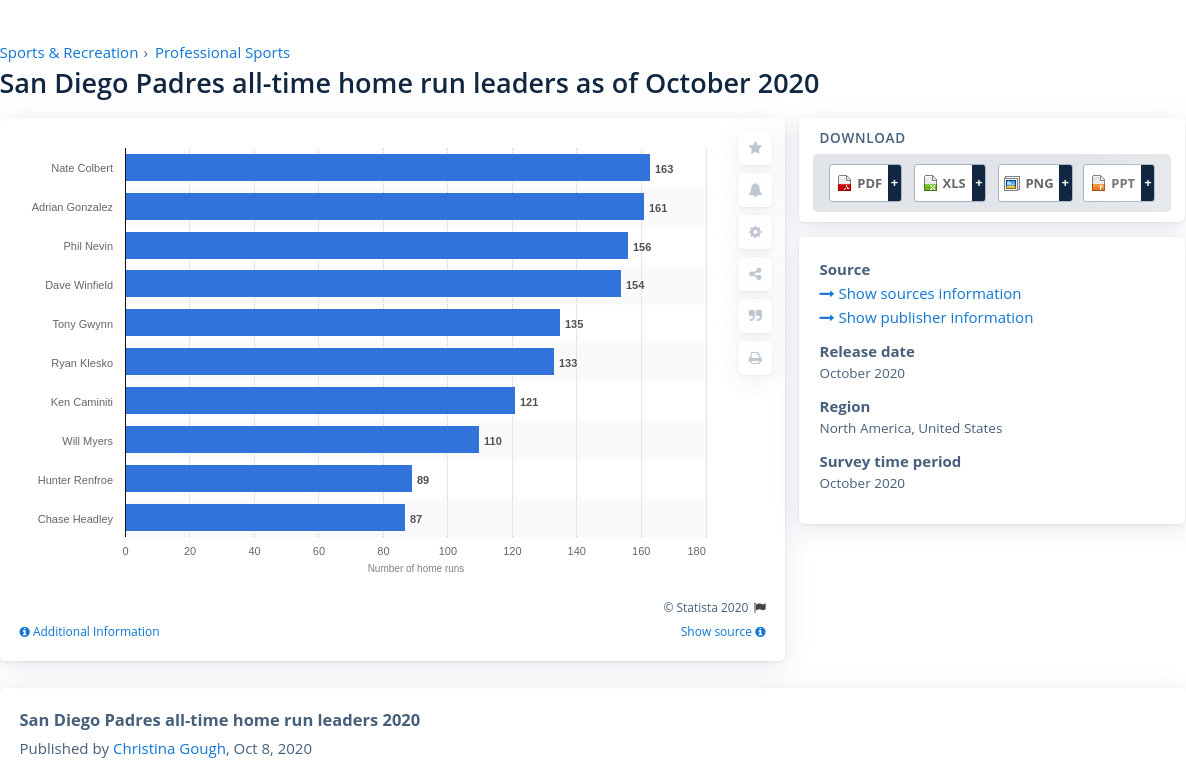 Sports & Recreation › Professional Sports
San Diego Padres all-time home run leaders as of October 2020
Nate Colbert 163
Adrian Gonzalez 161
Phil Nevin 156
Dave Winfield 154
Tony Gwynn 135
Ryan Klesko 133
Ken Caminiti 121
Will Myers 110
Hunter Renfroe 89
Chase Headley 87
0 20 40 60 80 100 120 140 160 180
Number of home runs
© Statista 2020
Additional Information Show source
DOWNLOAD
PDF + XLS + PNG + PPT +
Source
Show sources information
Show publisher information
Release date
October 2020
Region
North America, United States
Survey time period
October 2020
San Diego Padres all-time home run leaders 2020
Published by Christina Gough, Oct 8, 2020